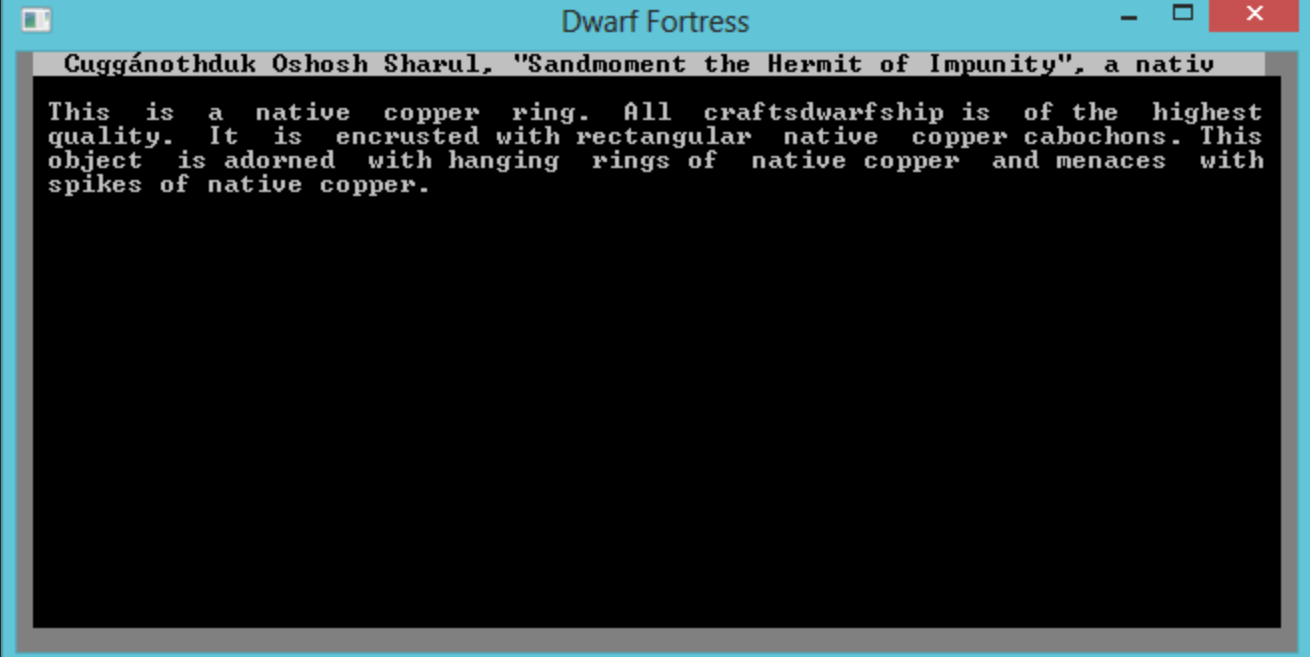 Dwarf Fortress
Cuggánothduk Oshosh Sharul, "Sandmoment the Hermit of Impunity", a nativ
This is a native copper ring. All craftsdwarfship is of the highest
quality. It is encrusted with rectangular native copper cabochons. This
object is adorned with hanging rings of native copper and menaces with
spikes of native copper.